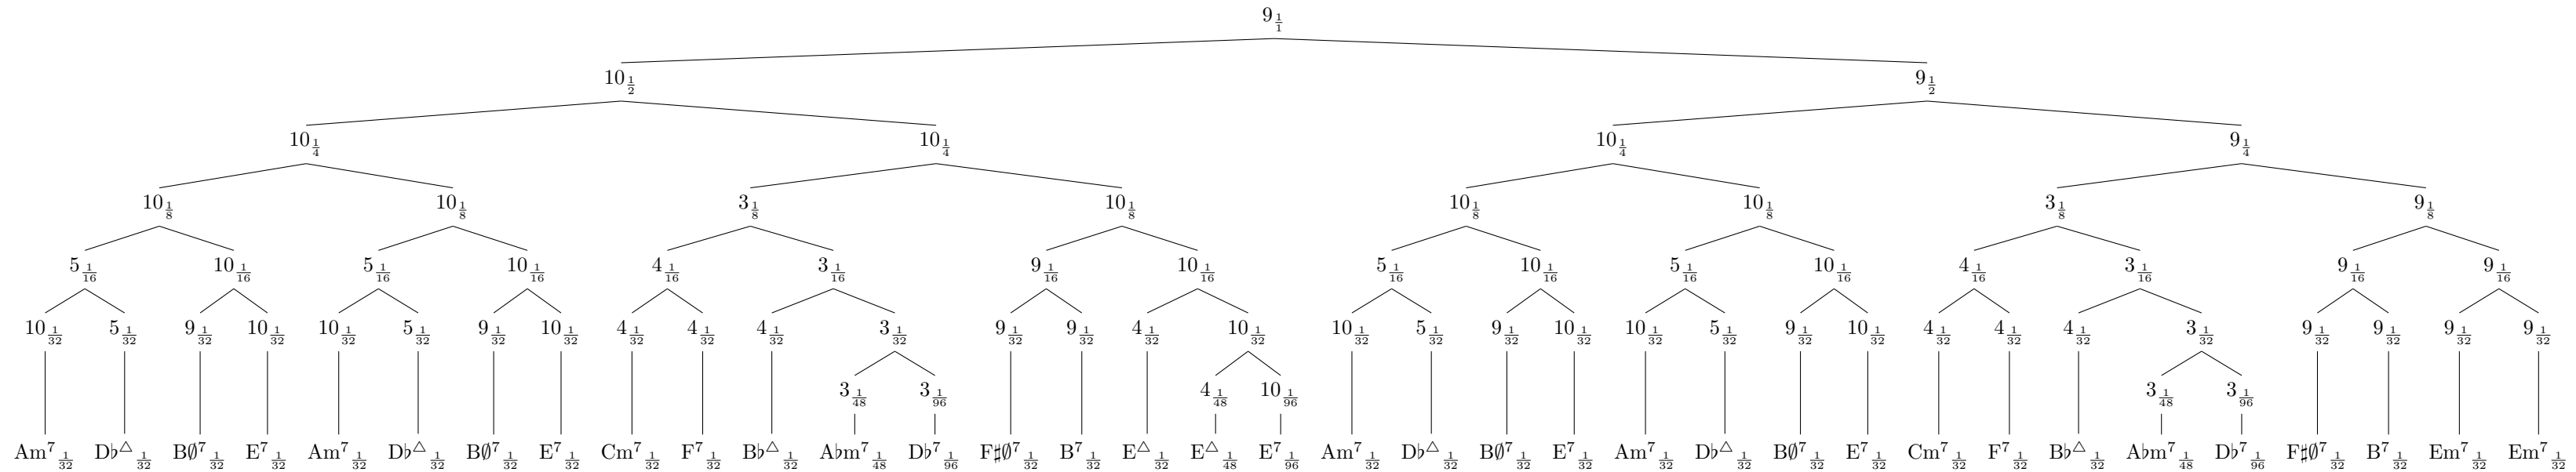 9 1/1
10 1/2 9 1/2
10 1/4 10 1/4 10 1/4 9 1/4
10 1/8 10 1/8 3 1/8 10 1/8 10 1/8 10 1/8 3 1/8 9 1/8
5 1/16 10 1/16 5 1/16 10 1/16 4 1/16 3 1/16 9 1/16 10 1/16 5 1/16 10 1/16 5 1/16 10 1/16 4 1/16 3 1/16 9 1/16 9 1/16
10 1/32 5 1/32 9 1/32 10 1/32 10 1/32 5 1/32 9 1/32 10 1/32 4 1/32 4 1/32 4 1/32 3 1/32 9 1/32 9 1/32 4 1/32 10 1/32 10 1/32 5 1/32 9 1/32 10 1/32 10 1/32 5 1/32 9 1/32 10 1/32 4 1/32 4 1/32 4 1/32 3 1/32 9 1/32 9 1/32 9 1/32 9 1/32
3 1/48 3 1/96 4 1/48 10 1/96 3 1/48 3 1/96
Am⁷ 1/32 D♭△ 1/32 B∅⁷ 1/32 E⁷ 1/32 Am⁷ 1/32 D♭△ 1/32 B∅⁷ 1/32 E⁷ 1/32 Cm⁷ 1/32 F⁷ 1/32 B♭△ 1/32 A♭m⁷ 1/48 D♭⁷ 1/96 F♯∅⁷ 1/32 B⁷ 1/32 E△ 1/32 E△ 1/48 E⁷ 1/96 Am⁷ 1/32 D♭△ 1/32 B∅⁷ 1/32 E⁷ 1/32 Am⁷ 1/32 D♭△ 1/32 B∅⁷ 1/32 E⁷ 1/32 Cm⁷ 1/32 F⁷ 1/32 B♭△ 1/32 A♭m⁷ 1/48 D♭⁷ 1/96 F♯∅⁷ 1/32 B⁷ 1/32 Em⁷ 1/32 Em⁷ 1/32